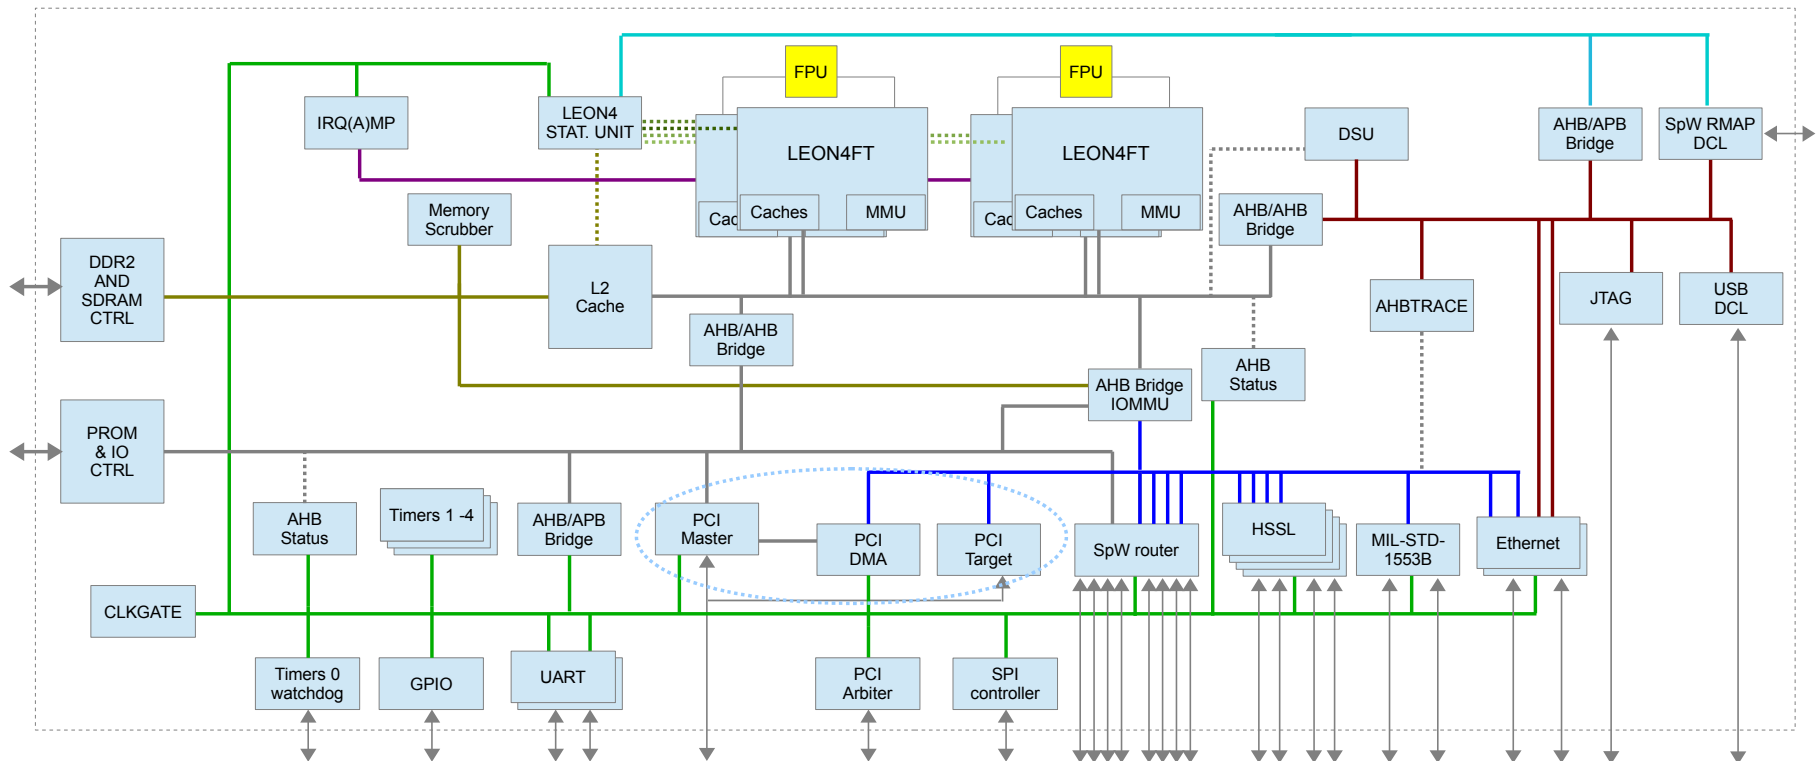 FPU
FPU
IRQ(A)MP
LEON4
STAT. UNIT
LEON4FT
LEON4FT
DSU
AHB/APB
Bridge
SpW RMAP
DCL
Memory
Scrubber
Cac
Caches
MMU
Cac
Caches
MMU
AHB/AHB
Bridge
DDR2
AND
SDRAM
CTRL
L2
Cache
AHB/AHB
Bridge
AHBTRACE
JTAG
USB
DCL
AHB Bridge
IOMMU
AHB
Status
PROM
& IO
CTRL
AHB
Status
Timers 1 -4
AHB/APB
Bridge
PCI
Master
PCI
DMA
PCI
Target
SpW router
HSSL
MIL-STD-
1553B
Ethernet
CLKGATE
Timers 0
watchdog
GPIO
UART
PCI
Arbiter
SPI
controller